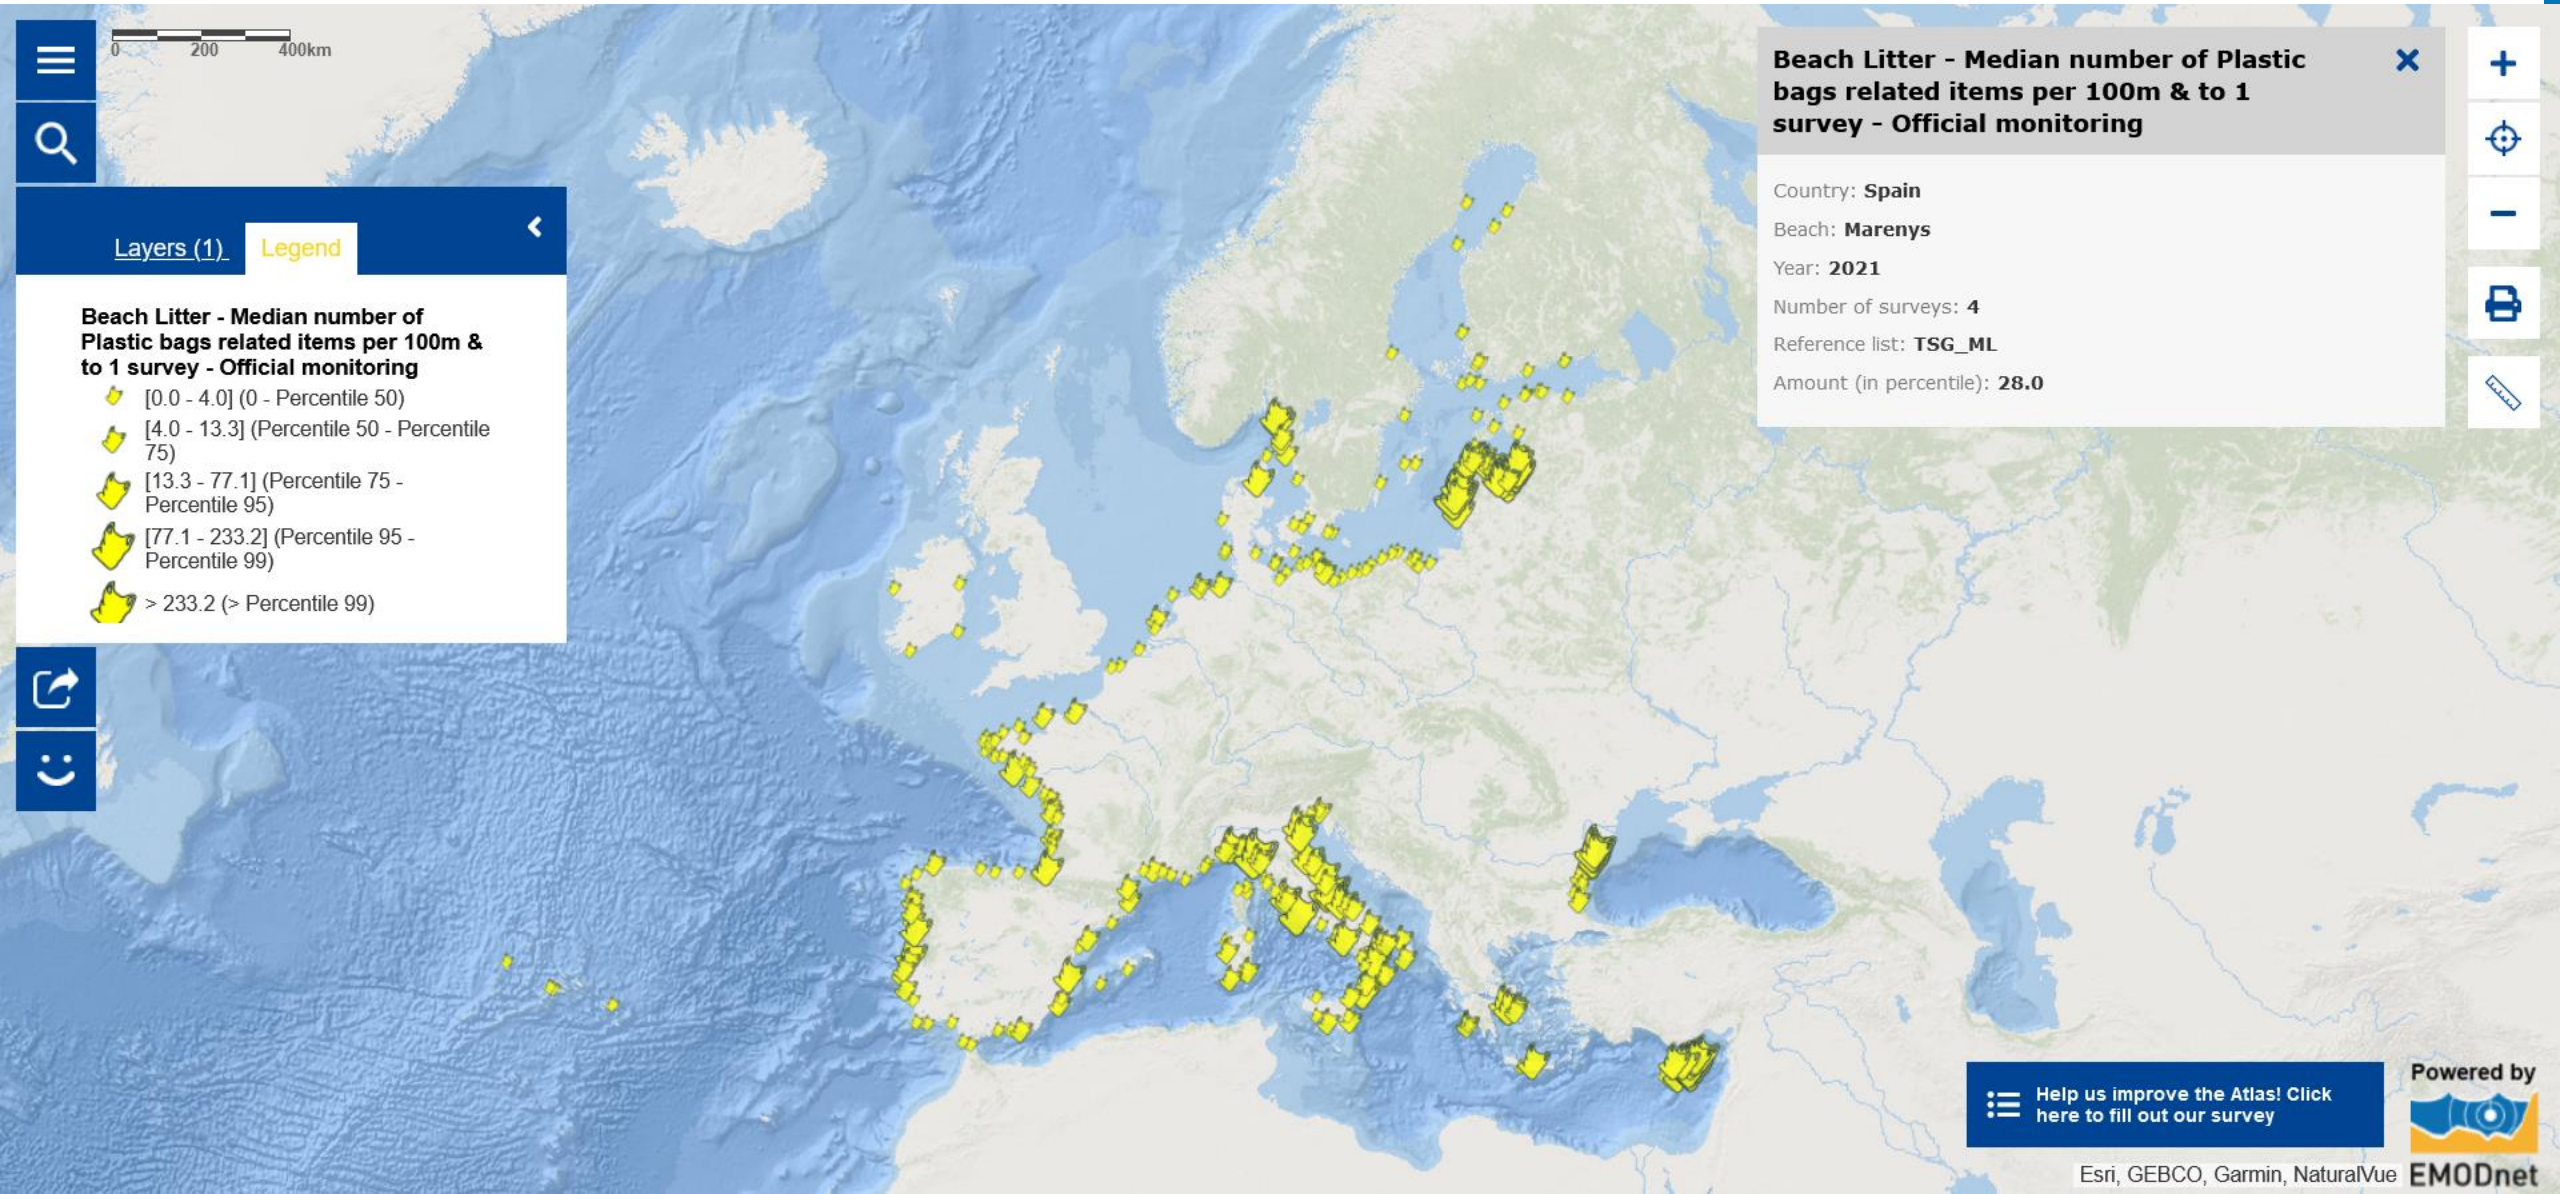 0 200 400km
Layers (1)
Legend
Beach Litter - Median number of
Plastic bags related items per 100m &
to 1 survey - Official monitoring
[0.0 - 4.0] (0 - Percentile 50)
[4.0 - 13.3] (Percentile 50 - Percentile
75)
[13.3 - 77.1] (Percentile 75 -
Percentile 95)
[77.1 - 233.2] (Percentile 95 -
Percentile 99)
> 233.2 (> Percentile 99)
Beach Litter - Median number of Plastic
bags related items per 100m & to 1
survey - Official monitoring
Country: Spain
Beach: Marenys
Year: 2021
Number of surveys: 4
Reference list: TSG_ML
Amount (in percentile): 28.0
Help us improve the Atlas! Click
here to fill out our survey
Powered by
EMODnet
Esri, GEBCO, Garmin, NaturalVue